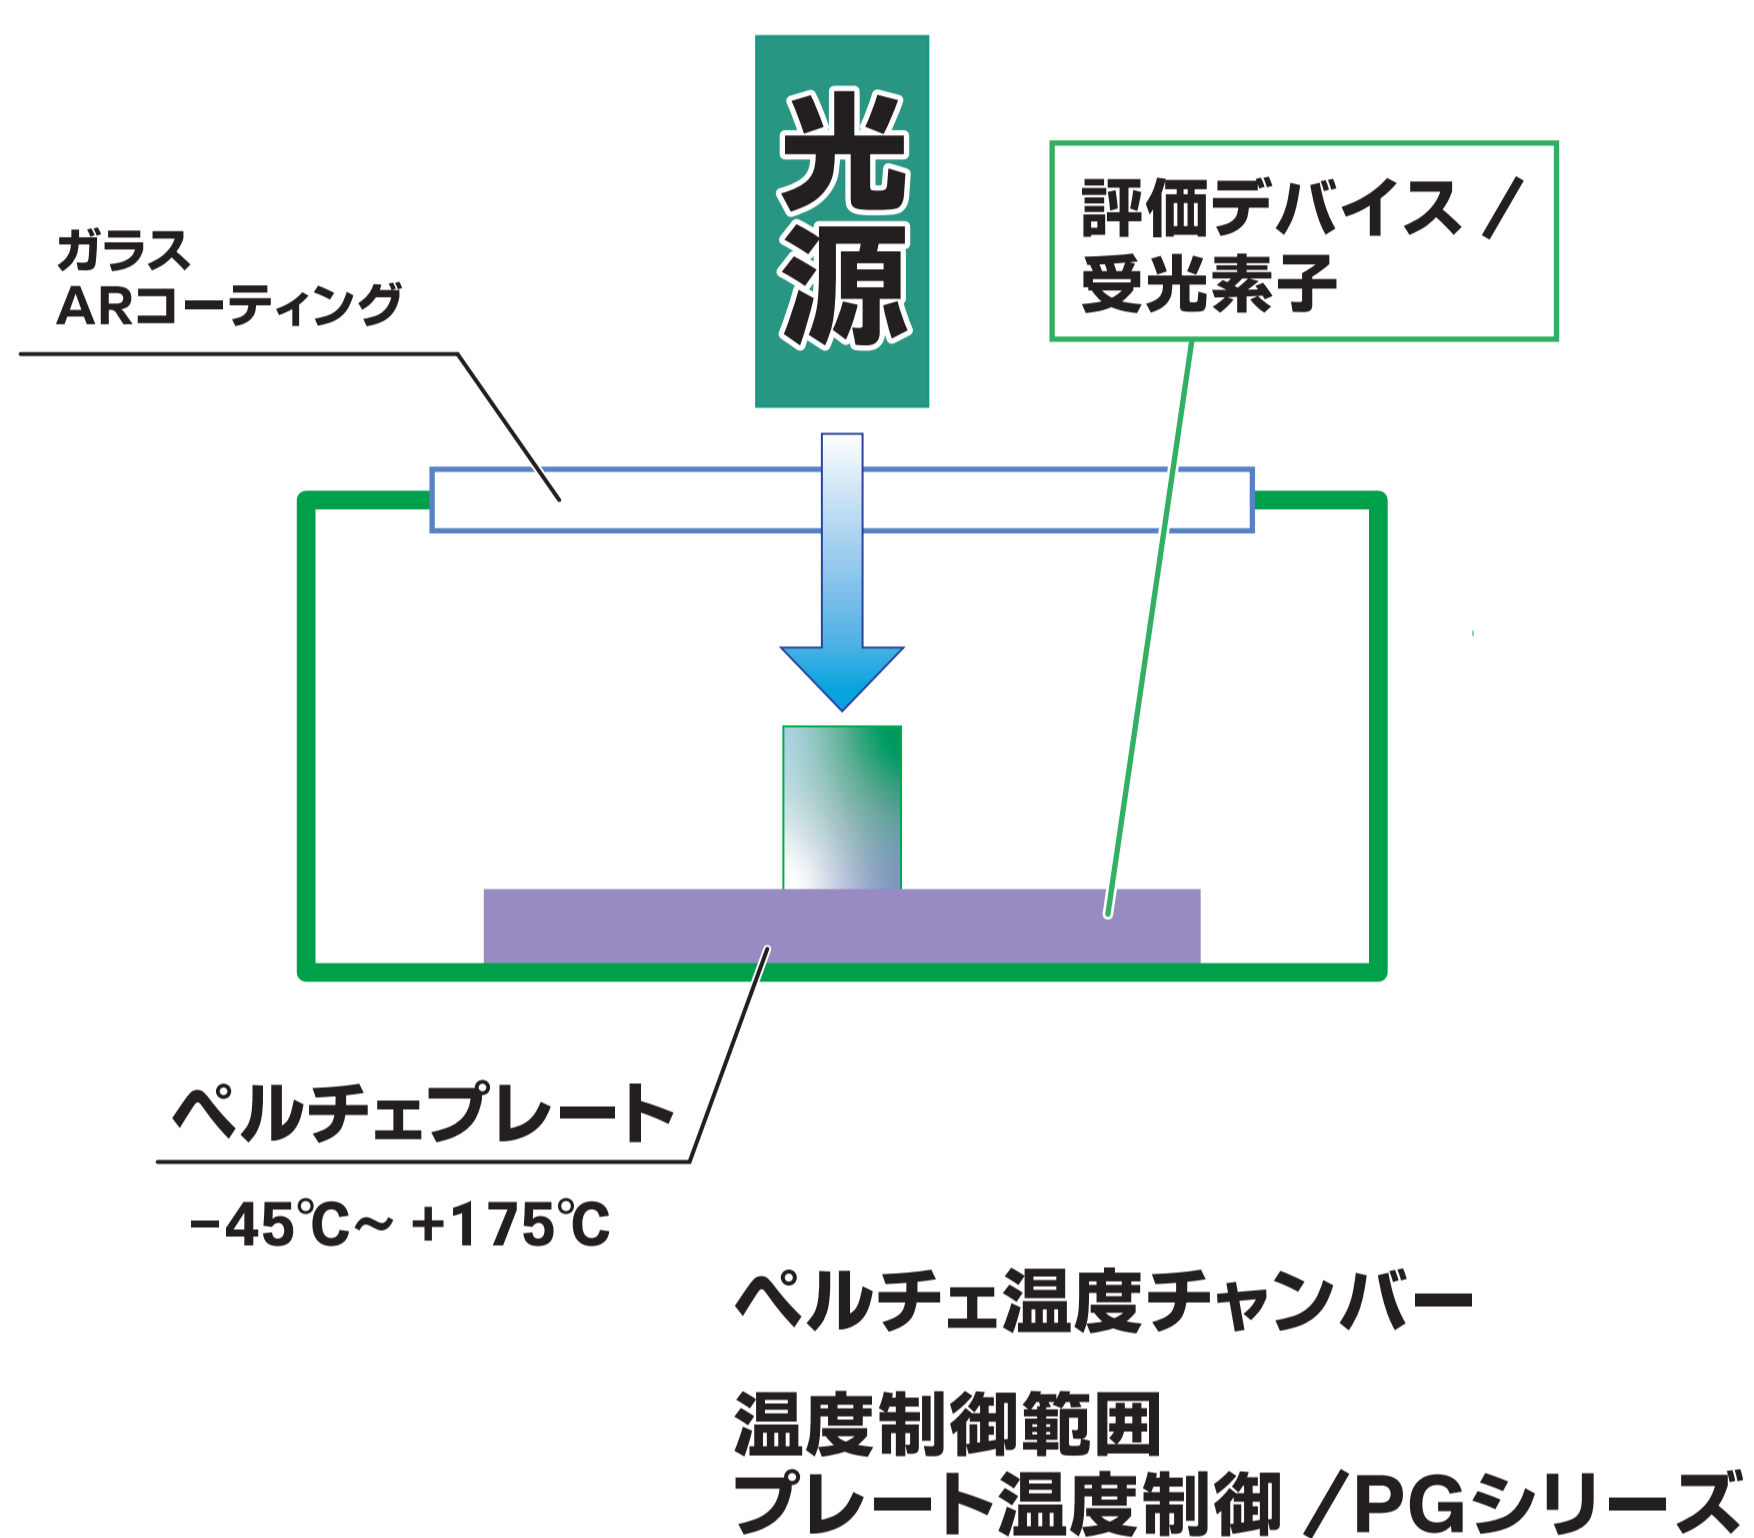 光源
ガラス
ARコーティング
評価デバイス /
受光素子
ペルチェプレート
−45℃〜 +175℃
ペルチェ温度チャンバー
温度制御範囲
プレート温度制御 /PGシリーズ